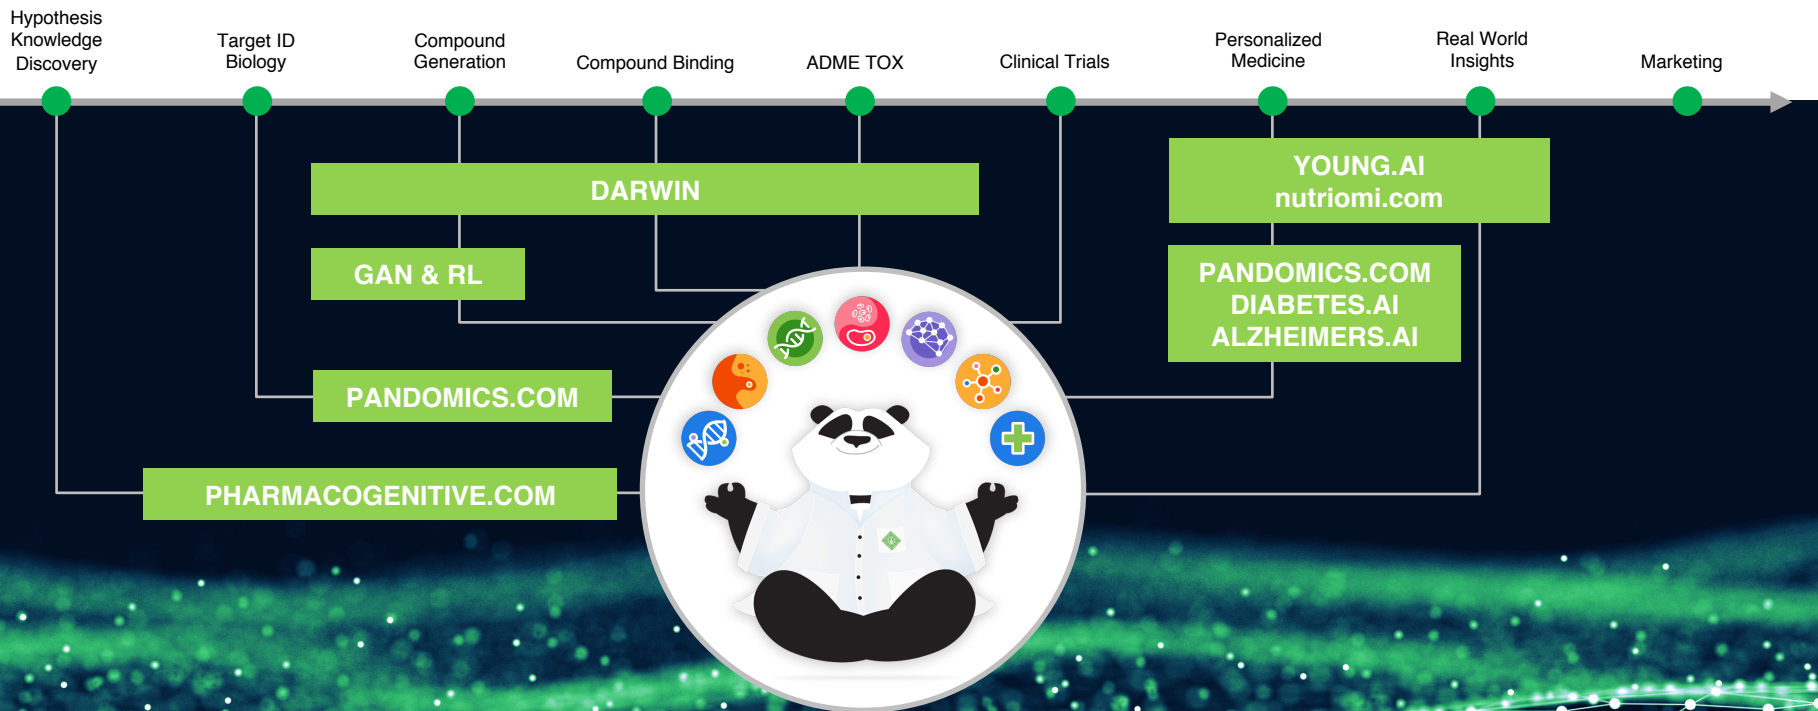 Hypothesis
Knowledge
Discovery
Target ID
Biology
Compound
Generation
Compound Binding
ADME TOX
Clinical Trials
Personalized
Medicine
Real World
Insights
Marketing
DARWIN
YOUNG.AI
nutriomi.com
GAN & RL
PANDOMICS.COM
DIABETES.AI
ALZHEIMERS.AI
PANDOMICS.COM
PHARMACOGENITIVE.COM